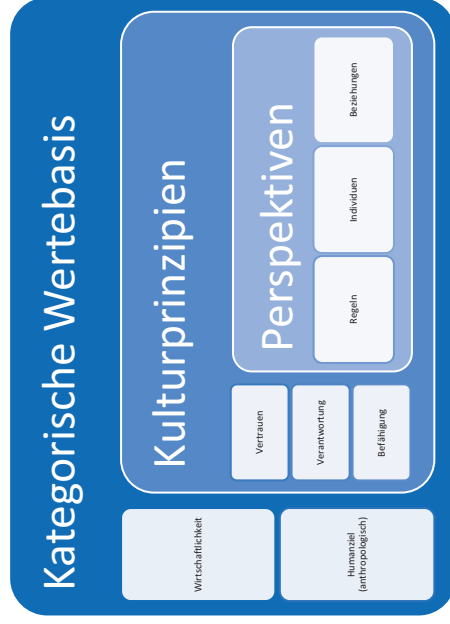 Kategorische Wertebasis
Wirtschaftlichkeit
Humanziel
(anthropologisch)
Kulturprinzipien
Vertrauen
Verantwortung
Befähigung
Perspektiven
Regeln
Individuen
Beziehungen